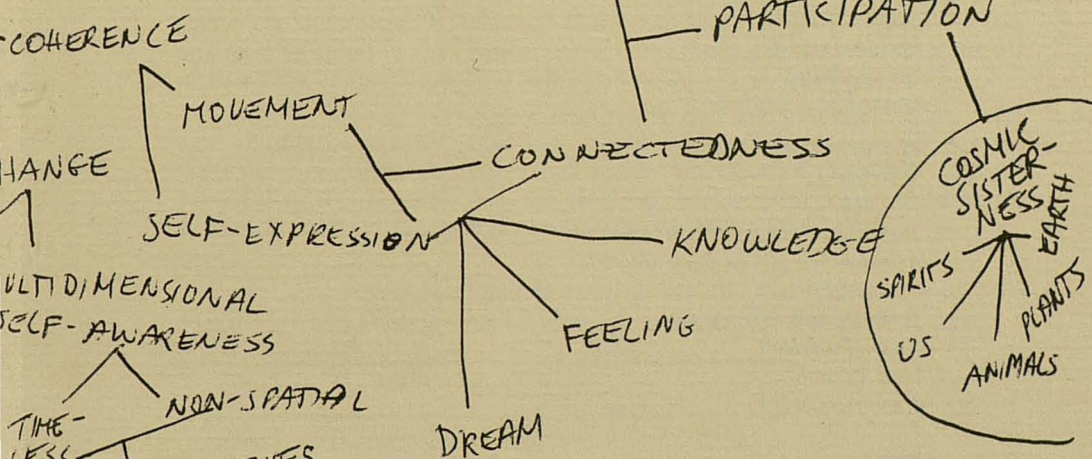 PARTICIPATION
COHERENCE
MOVEMENT
CONNECTEDNESS
HANGE
SELF-EXPRESSION
KNOWLEDGE
COSMIC
SISTER-
NESS
EARTH
SPIRITS
US
ANIMALS
PLANTS
ULTIDIMENSIONAL
SELF-AWARENESS
FEELING
TIME-
LESS
NON-SPATIAL
DREAM